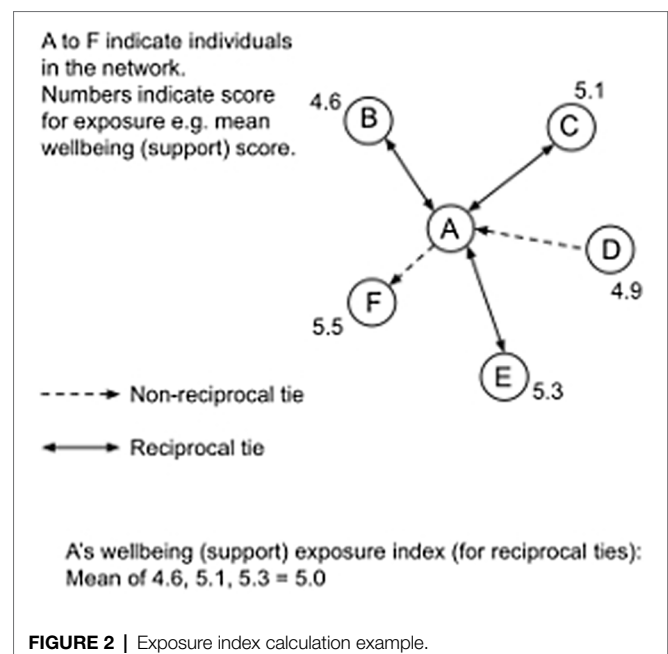 A to F indicate individuals
in the network.
Numbers indicate score
for exposure e.g. mean
wellbeing (support) score.
4.6
B
5.1
C
A
D
4.9
F
5.5
E
5.3
Non-reciprocal tie
Reciprocal tie
A's wellbeing (support) exposure index (for reciprocal ties):
Mean of 4.6, 5.1, 5.3 = 5.0
FIGURE 2 | Exposure index calculation example.